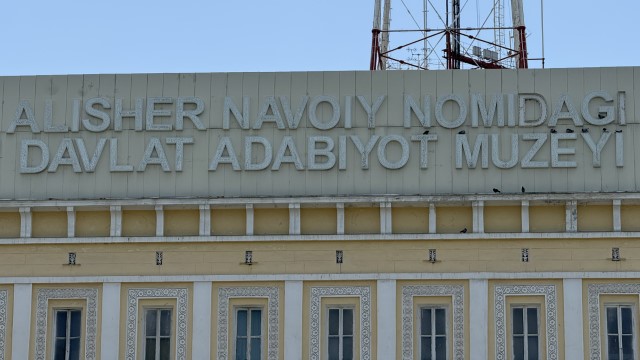 ALISHER NAVOIY NOMIDAGI
DAVLAT ADABIYOT MUZEYI